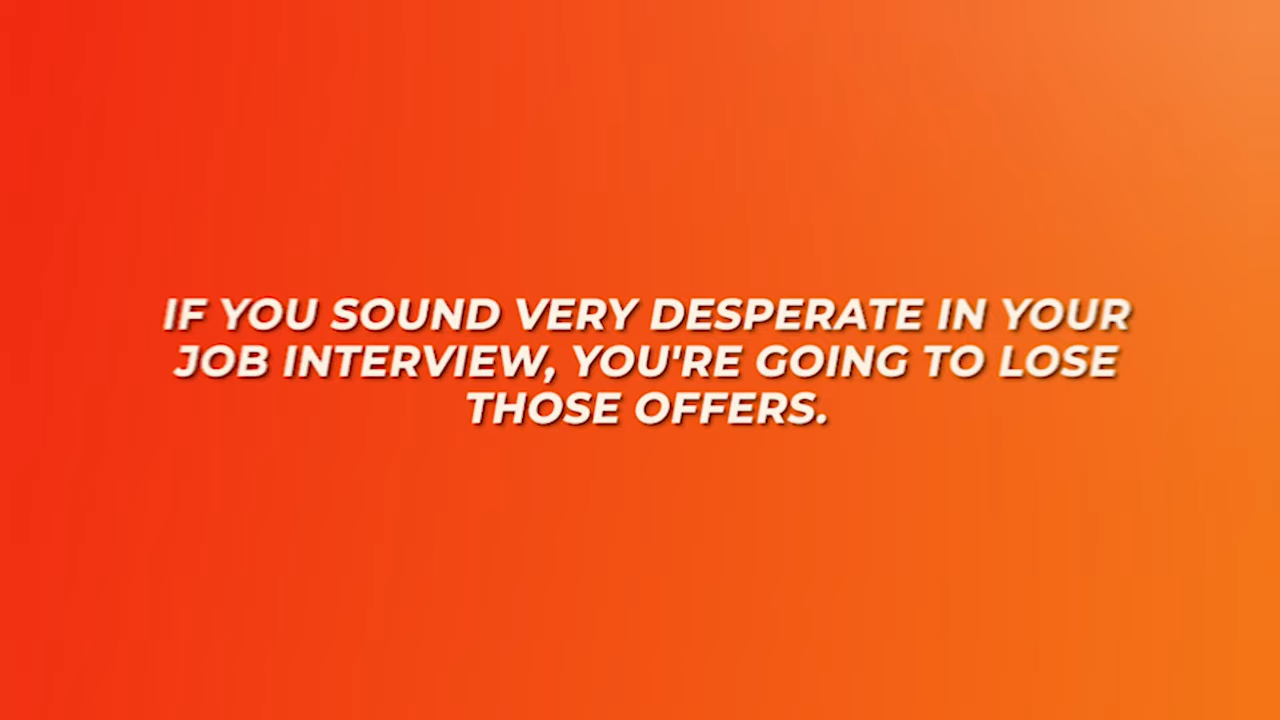 IF YOU SOUND VERY DESPERATE IN YOUR
JOB INTERVIEW, YOU'RE GOING TO LOSE
THOSE OFFERS.